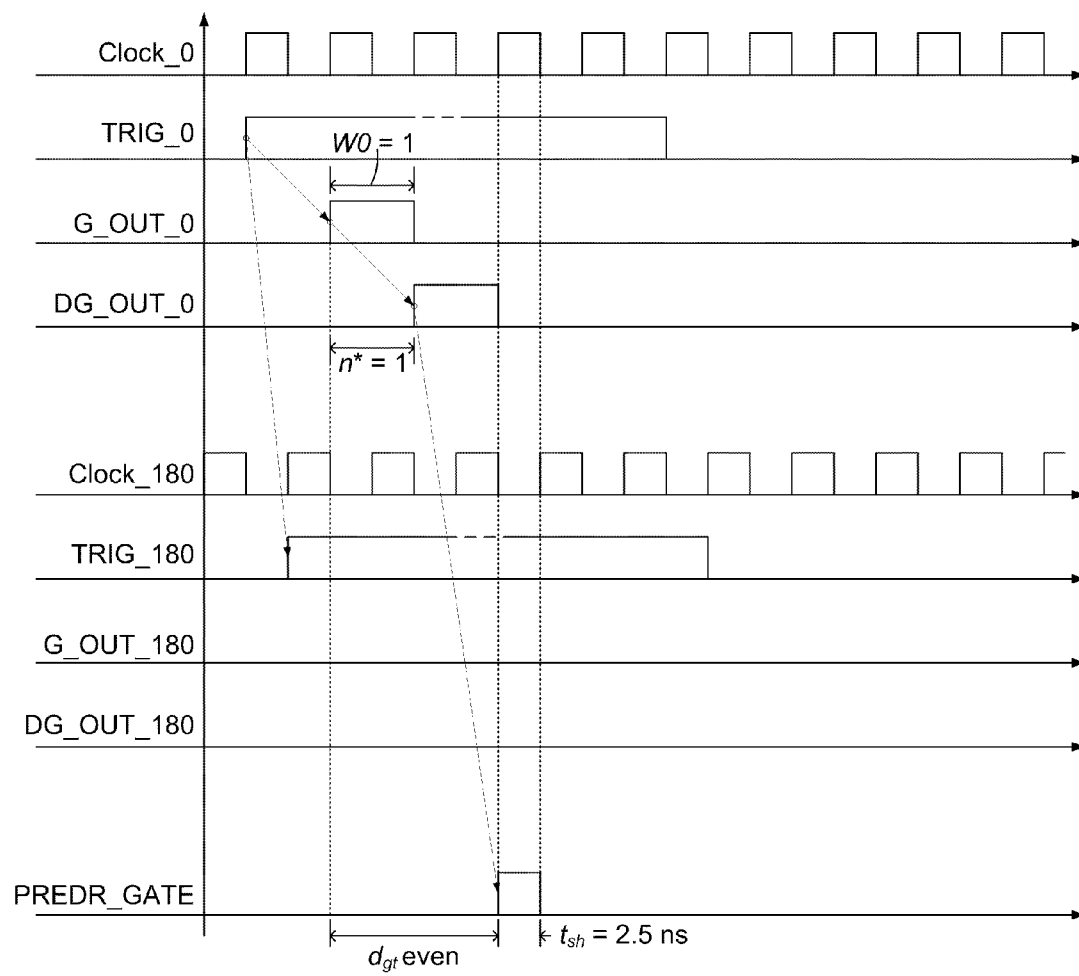 Clock_0
TRIG_0
W0 = 1
G_OUT_0
DG_OUT_0
n* = 1
Clock_180
TRIG_180
G_OUT_180
DG_OUT_180
PREDR_GATE
tsh = 2.5 ns
dgt even